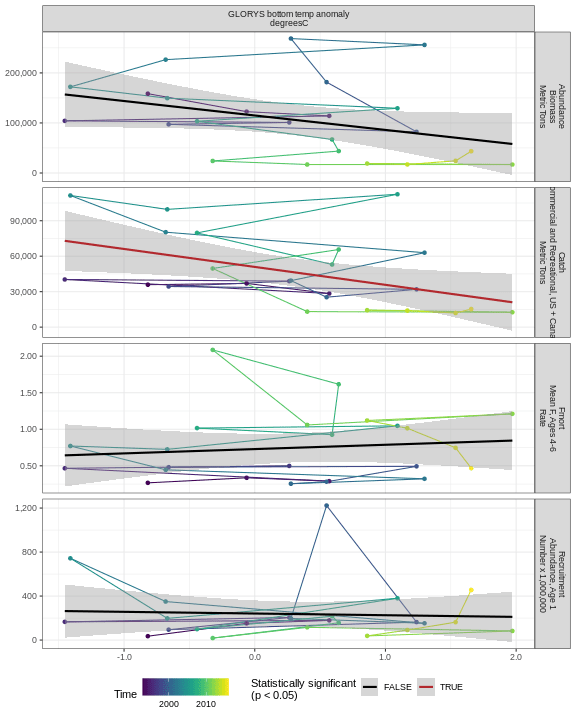 GLORYS bottom temp anomaly
degreesC
200,000
100,000
0
Abundance
Biomass
Metric Tons
90,000
60,000
30,000
0
Catch
ommercial and Recreational, US + Cana
Metric Tons
2.00
1.50
1.00
0.50
Fmort
Mean F, Ages 4-6
Rate
1,200
800
400
0
Recruitment
Abundance, Age 1
Number x 1,000,000
-1.0 0.0 1.0 2.0
Time
2000 2010
Statistically significant
(p < 0.05)
FALSE
TRUE